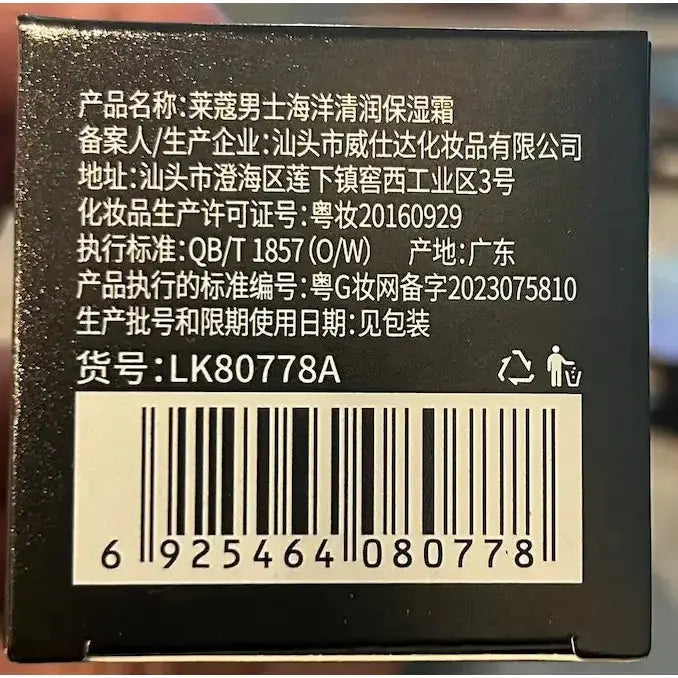 产品名称:莱蔻男士海洋清润保湿霜
备案人/生产企业:汕头市威仕达化妆品有限公司
地址:汕头市澄海区莲下镇窖西工业区3号
化妆品生产许可证号:粤妆20160929
执行标准:QB/T 1857(O/W) 产地:广东
产品执行的标准编号:粤G妆网备字2023075810
生产批号和限期使用日期:见包装
货号:LK80778A
6 925464 080778